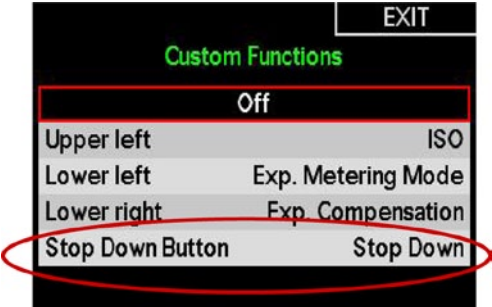 EXIT
Custom Functions
Off
Upper left ISO
Lower left Exp. Metering Mode
Lower right Exp. Compensation
Stop Down Button Stop Down